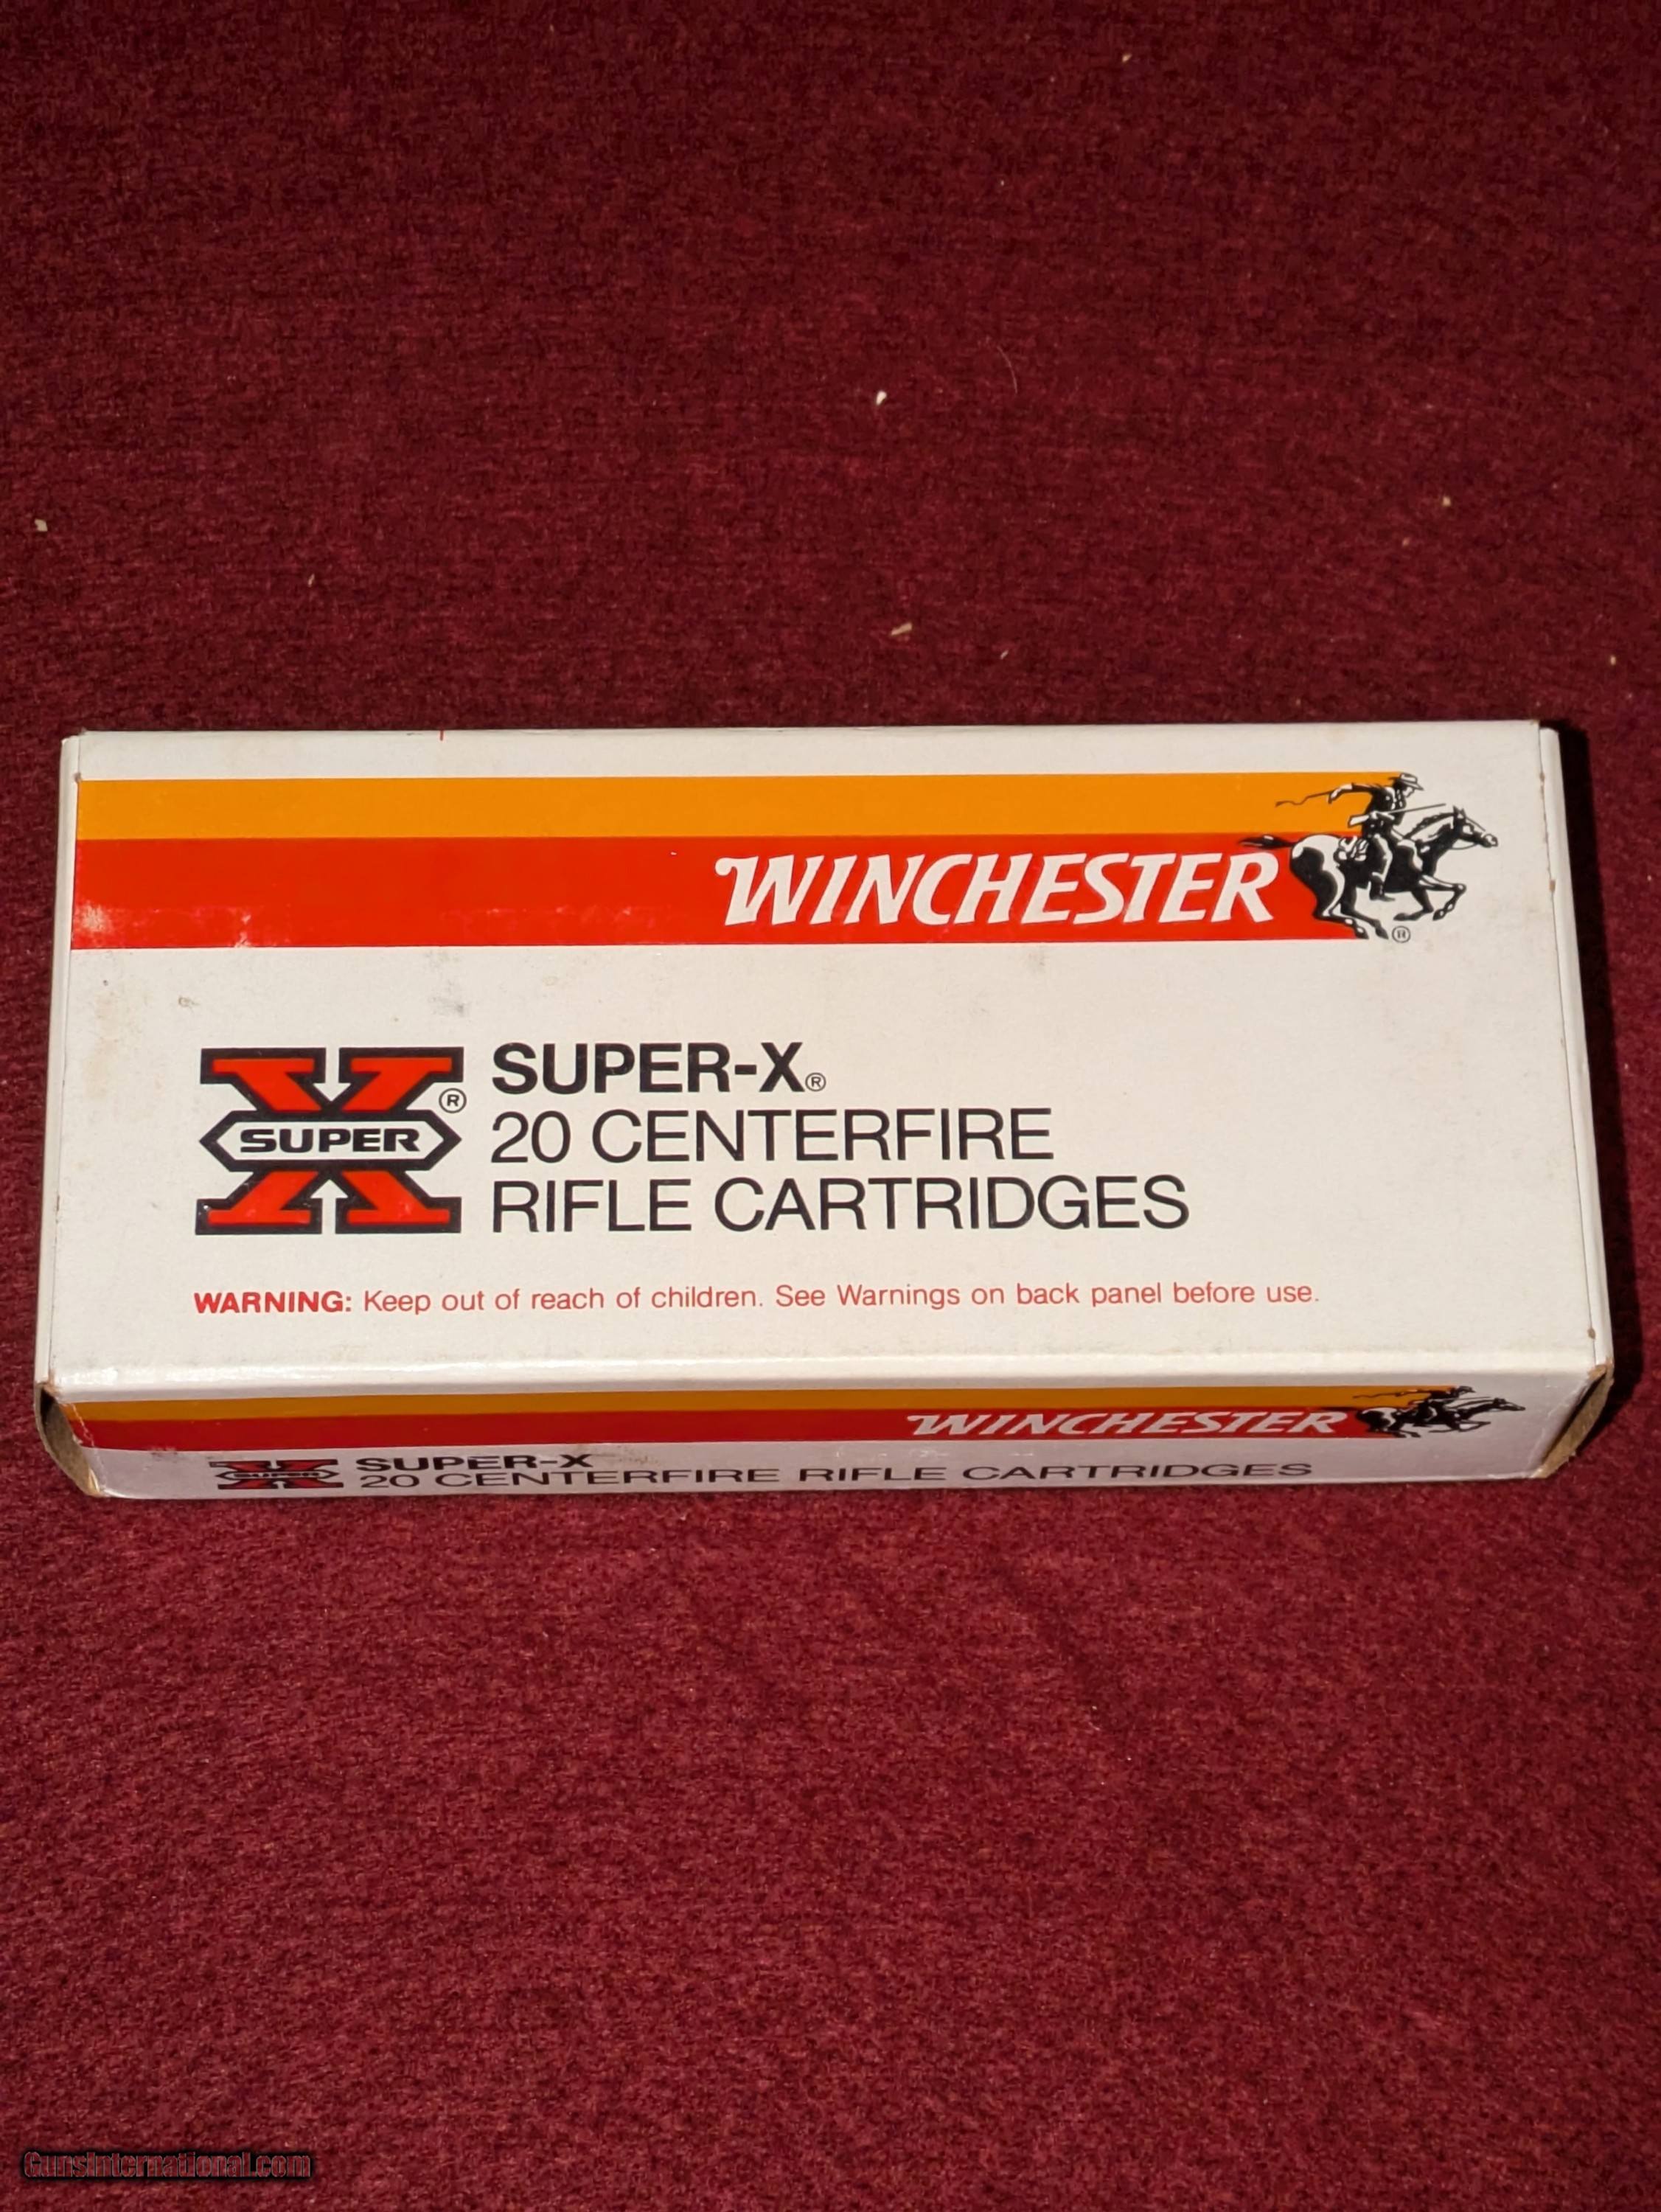 WINCHESTER
®
X SUPER ®
SUPER-X®
20 CENTERFIRE
RIFLE CARTRIDGES
WARNING: Keep out of reach of children. See Warnings on back panel before use.
WINCHESTER
X SUPER
SUPER-X
20 CENTERFIRE RIFLE CARTRIDGES
GunsInternational.com